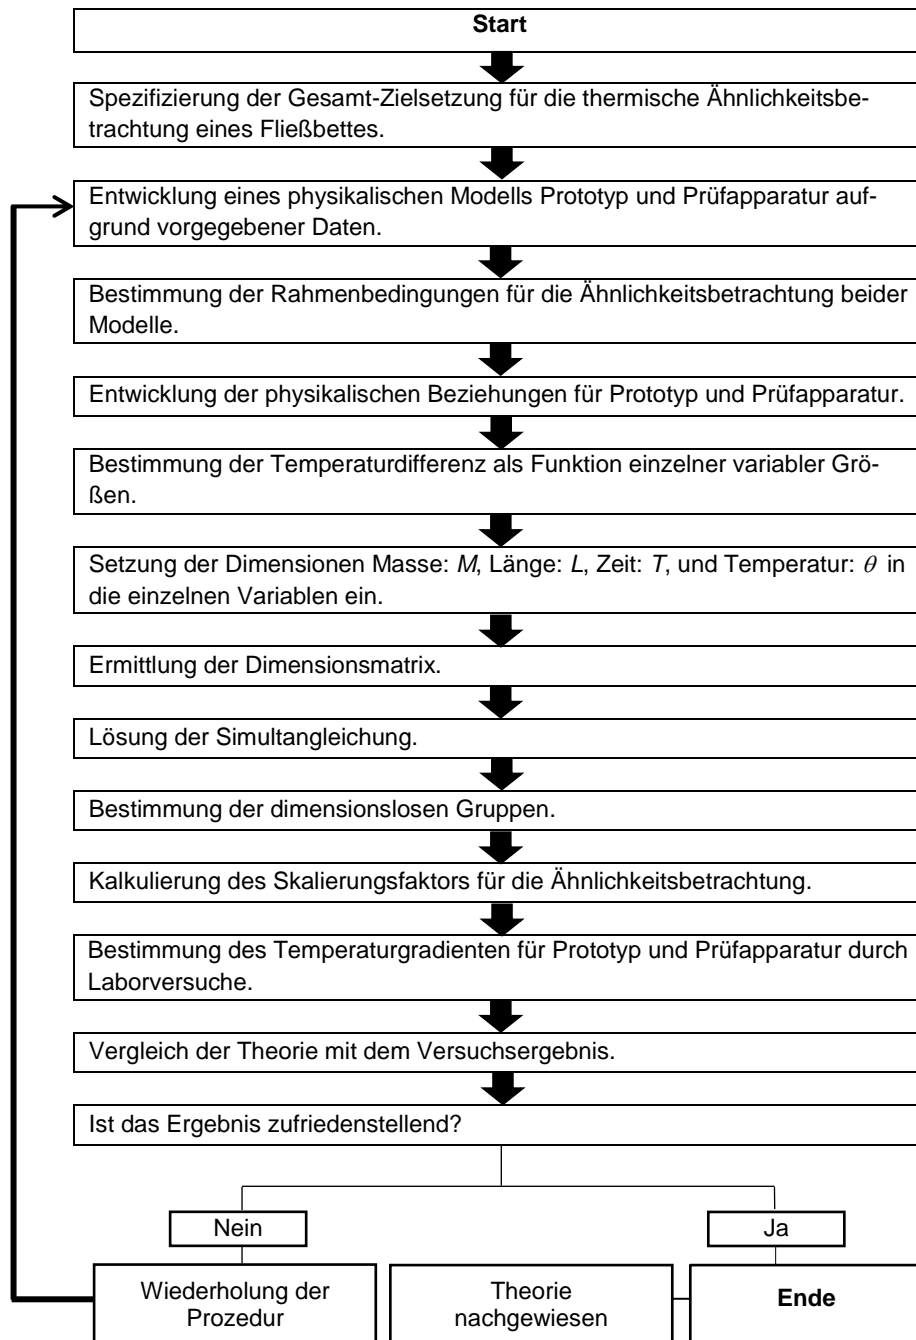 Start
Spezifizierung der Gesamt-Zielsetzung für die thermische Ähnlichkeitsbe-
trachtung eines Fließbettes.
Entwicklung eines physikalischen Modells Prototyp und Prüfapparatur auf-
grund vorgegebener Daten.
Bestimmung der Rahmenbedingungen für die Ähnlichkeitsbetrachtung beider
Modelle.
Entwicklung der physikalischen Beziehungen für Prototyp und Prüfapparatur.
Bestimmung der Temperaturdifferenz als Funktion einzelner variabler Grö-
ßen.
Setzung der Dimensionen Masse: M, Länge: L, Zeit: T, und Temperatur: θ in
die einzelnen Variablen ein.
Ermittlung der Dimensionsmatrix.
Lösung der Simultangleichung.
Bestimmung der dimensionslosen Gruppen.
Kalkulierung des Skalierungsfaktors für die Ähnlichkeitsbetrachtung.
Bestimmung des Temperaturgradienten für Prototyp und Prüfapparatur durch
Laborversuche.
Vergleich der Theorie mit dem Versuchsergebnis.
Ist das Ergebnis zufriedenstellend?
Nein
Ja
Wiederholung der
Prozedur
Theorie
nachgewiesen
Ende